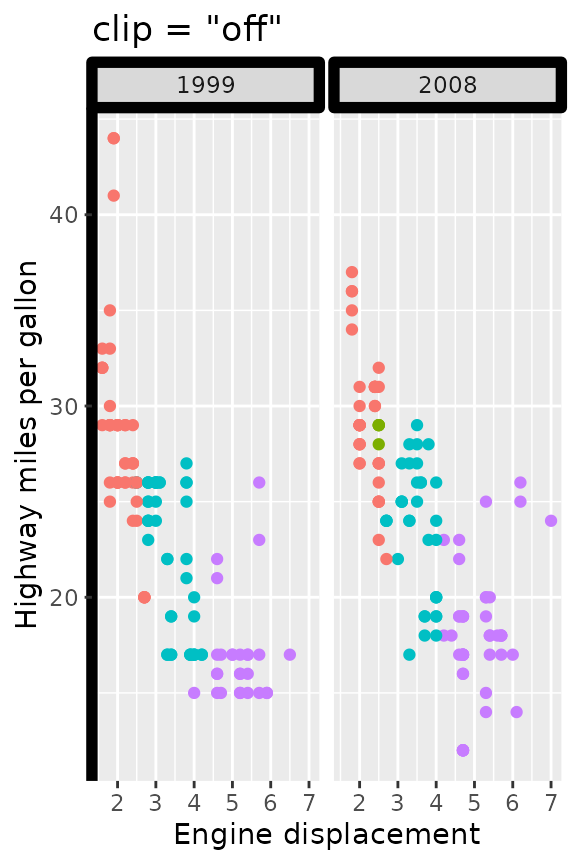 clip = "off"
1999 2008
40
30
20
2 3 4 5 6 7 2 3 4 5 6 7
Engine displacement
Highway miles per gallon